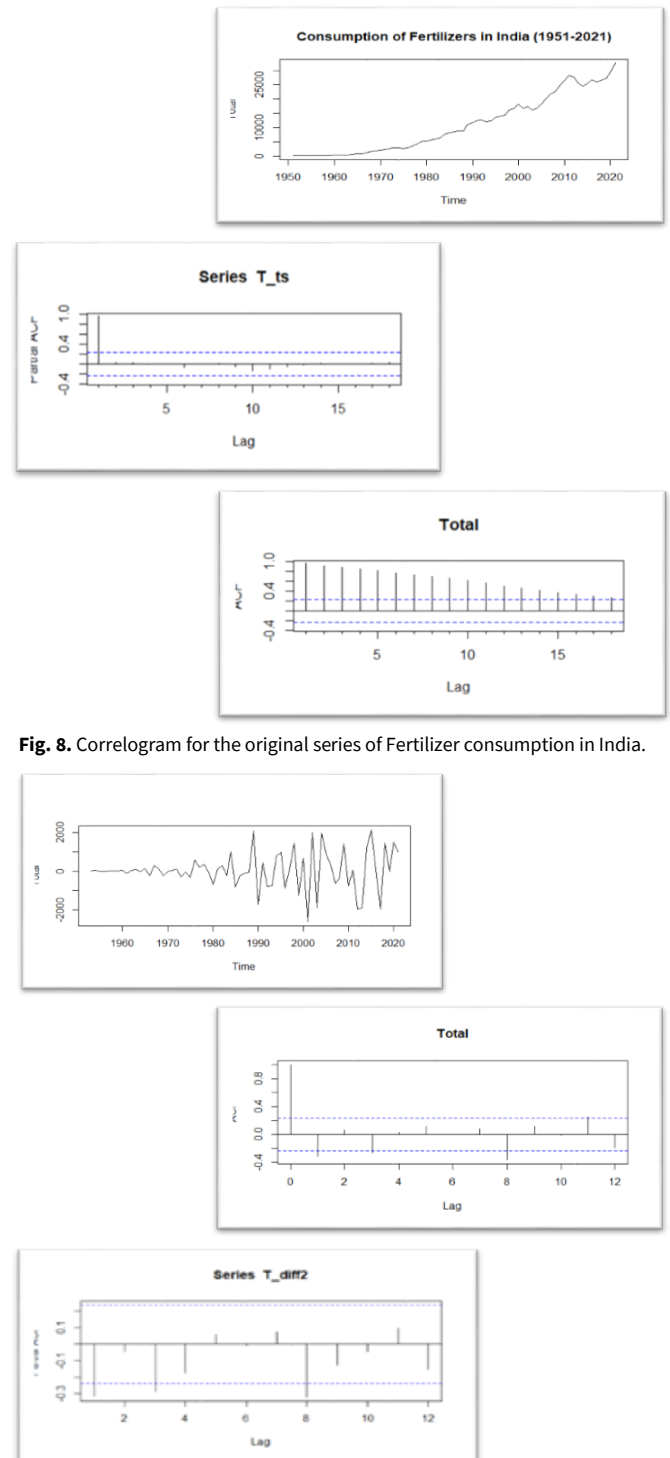 Consumption of Fertilizers in India (1951-2021)
25000
10000
0
1950 1960 1970 1980 1990 2000 2010 2020
Time
Series T_ts
1.0
0.4
-0.4
5 10 15
Lag
Total
1.0
0.4
-0.4
5 10 15
Lag
Fig. 8. Correlogram for the original series of Fertilizer consumption in India.
2000
0
-2000
1960 1970 1980 1990 2000 2010 2020
Time
Total
0.8
0.4
0.0
-0.4
0 2 4 6 8 10 12
Lag
Series T_diff2
0.1
-0.1
-0.3
2 4 6 8 10 12
Lag